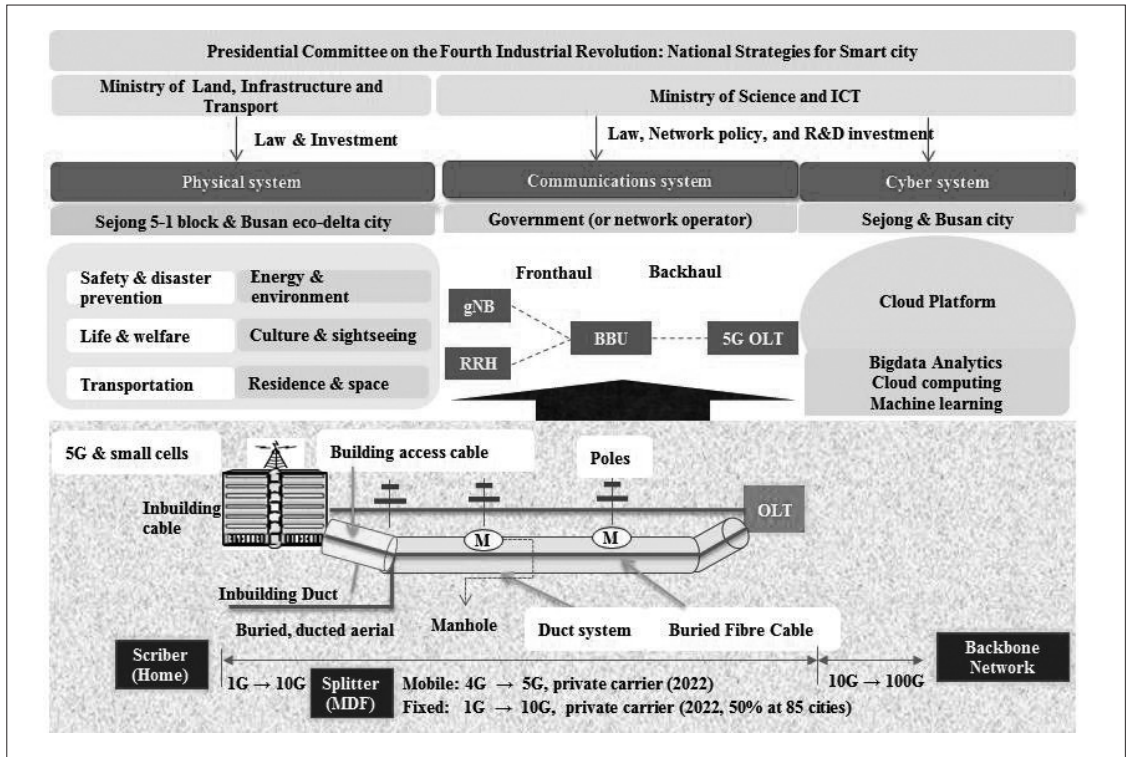 Presidential Committee on the Fourth Industrial Revolution: National Strategies for Smart city
Ministry of Land, Infrastructure and
Transport
Ministry of Science and ICT
Law & Investment
Law, Network policy, and R&D investment
Physical system
Communications system
Cyber system
Sejong 5-1 block & Busan eco-delta city
Government (or network operator)
Sejong & Busan city
Safety & disaster
prevention
Energy &
environment
Life & welfare
Culture & sightseeing
Transportation
Residence & space
Fronthaul
Backhaul
gNB
RRH
BBU
5G OLT
Cloud Platform
Bigdata Analytics
Cloud computing
Machine learning
5G & small cells
Building access cable
Poles
Inbuilding
cable
OLT
M
M
Inbuilding Duct
Buried, ducted aerial
Manhole
Duct system
Buried Fibre Cable
Scriber
(Home)
Backbone
Network
1G → 10G
Splitter
(MDF)
Mobile: 4G → 5G, private carrier (2022)
Fixed: 1G → 10G, private carrier (2022, 50% at 85 cities)
10G → 100G